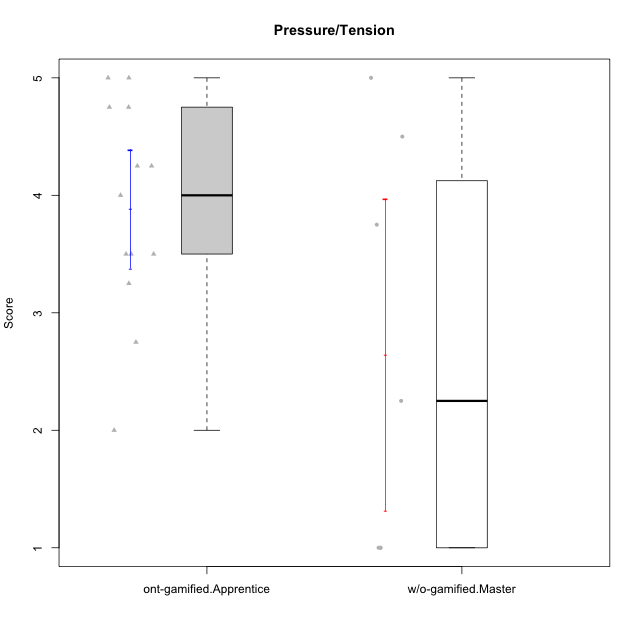 Pressure/Tension
Score
5
4
3
2
1
ont-gamified.Apprentice
w/o-gamified.Master